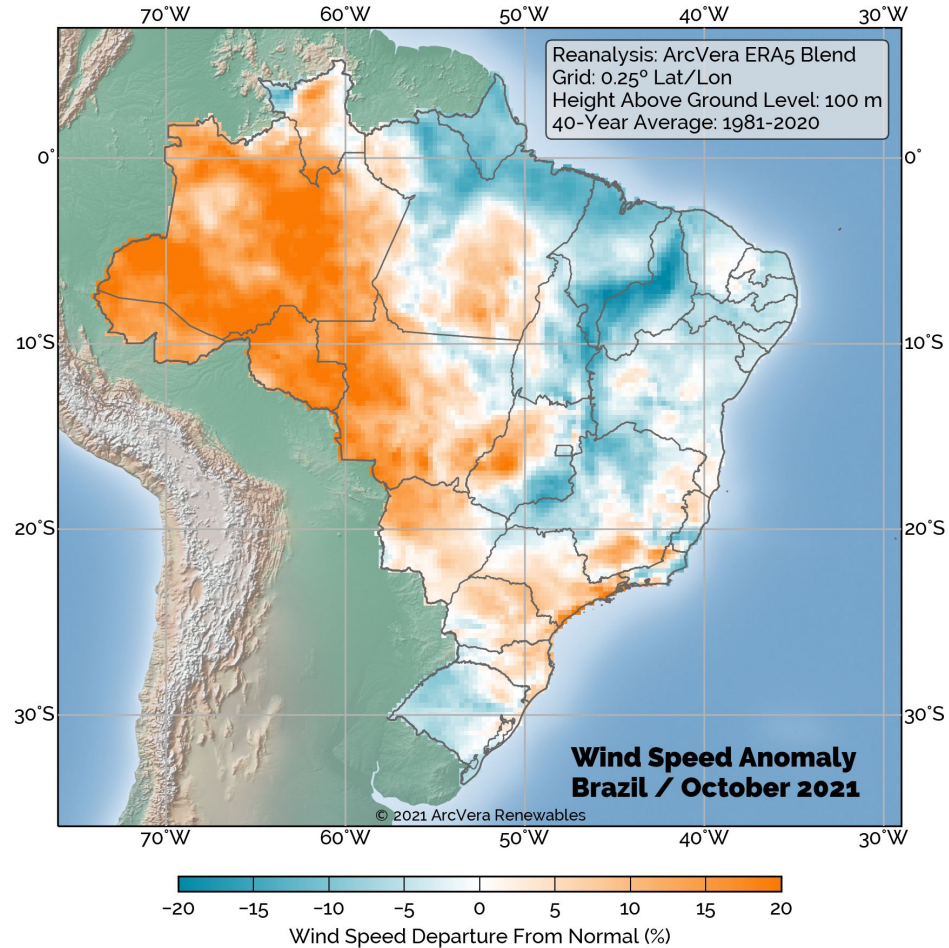 70°W 60°W 50°W 40°W 30°W
Reanalysis: ArcVera ERA5 Blend
Grid: 0.25º Lat/Lon
Height Above Ground Level: 100 m
40-Year Average: 1981-2020
0° 0°
10°S 10°S
20°S 20°S
30°S 30°S
Wind Speed Anomaly
Brazil / October 2021
© 2021 ArcVera Renewables
70°W 60°W 50°W 40°W 30°W
−20 −15 −10 −5 0 5 10 15 20
Wind Speed Departure From Normal (%)